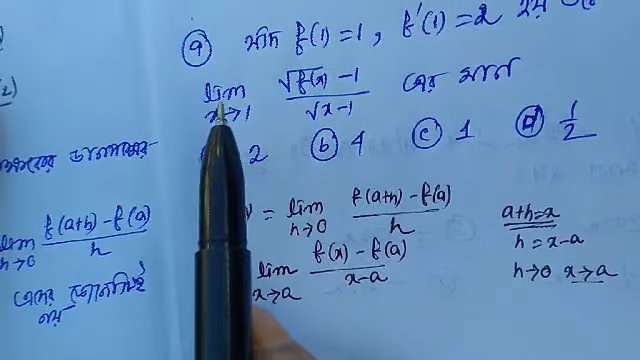 (a) যদি f(1) = 1, f'(1) = 2 হয়
lim x→1 (√f(x) − 1)/(√x − 1) এর মান
2 (b) 4 (c) 1 (d) 1/2
= lim h→0 (f(a+h) − f(a))/h
a+h=x
lim h→0 (f(a+h) − f(a))/h
h = x−a
lim x→a (f(x) − f(a))/(x−a)
h→0 x→a